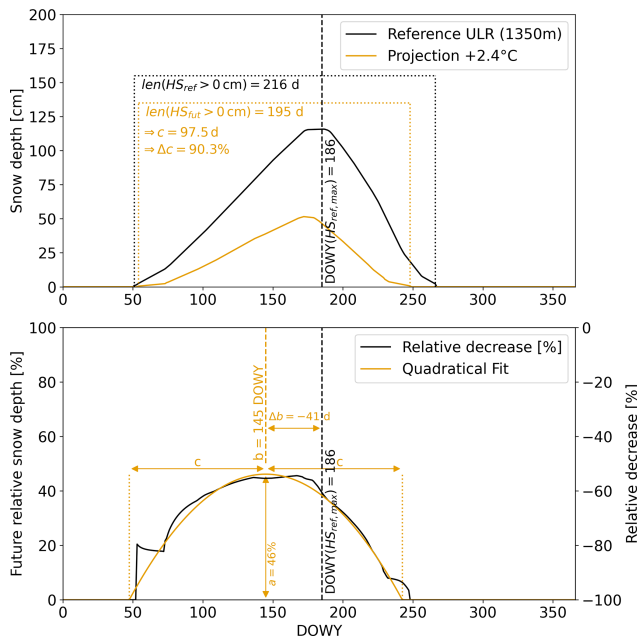 200
175
150
125
100
75
50
25
0
Snow depth [cm]
Reference ULR (1350m)
Projection +2.4°C
len(HS_ref > 0 cm) = 216 d
len(HS_fut > 0 cm) = 195 d
⇒ c = 97.5 d
⇒ Δc = 90.3%
DOWY(HS_ref,max) = 186
0 50 100 150 200 250 300 350
100
80
60
40
20
0
Future relative snow depth [%]
Relative decrease [%]
Quadratical Fit
b = 145 DOWY
Δb = −41 d
c
c
a = 46%
DOWY(HS_ref,max) = 186
0
−20
−40
−60
−80
−100
Relative decrease [%]
0 50 100 150 200 250 300 350
DOWY